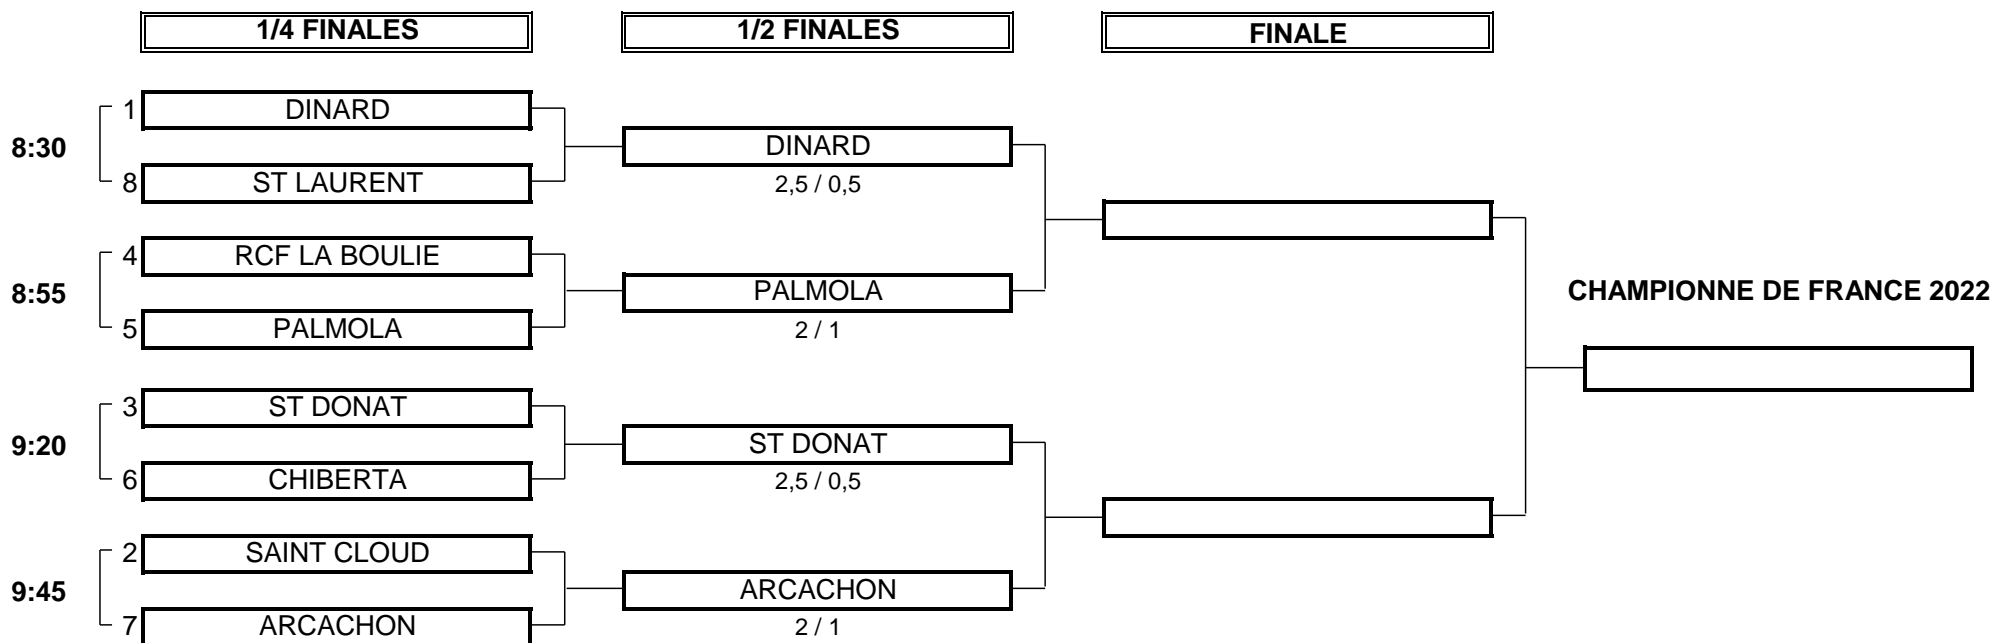 1/4 FINALES
1/2 FINALES
FINALE
8:30
1 DINARD
8 ST LAURENT
DINARD
2,5 / 0,5
8:55
4 RCF LA BOULIE
5 PALMOLA
PALMOLA
2 / 1
CHAMPIONNE DE FRANCE 2022
9:20
3 ST DONAT
6 CHIBERTA
ST DONAT
2,5 / 0,5
9:45
2 SAINT CLOUD
7 ARCACHON
ARCACHON
2 / 1